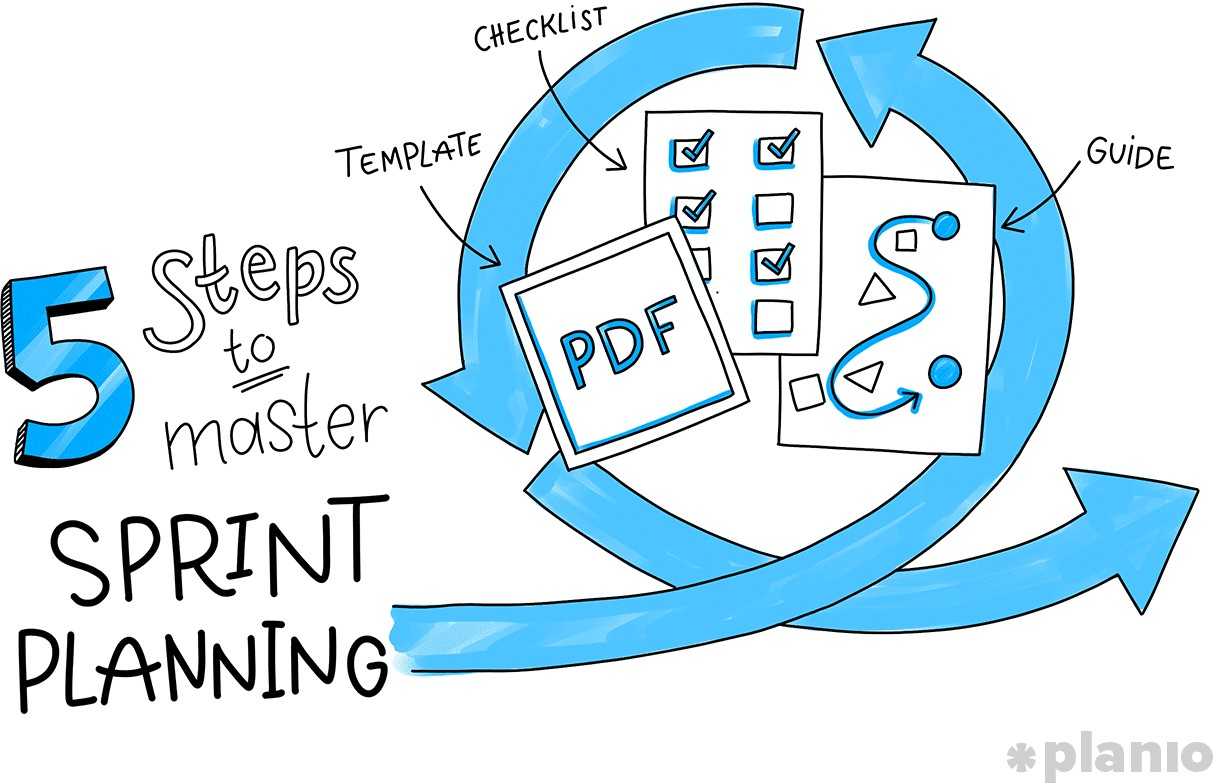 CHECKLIST
TEMPLATE
GUIDE
5 Steps
to
master
SPRINT
PLANNING
PDF
planio